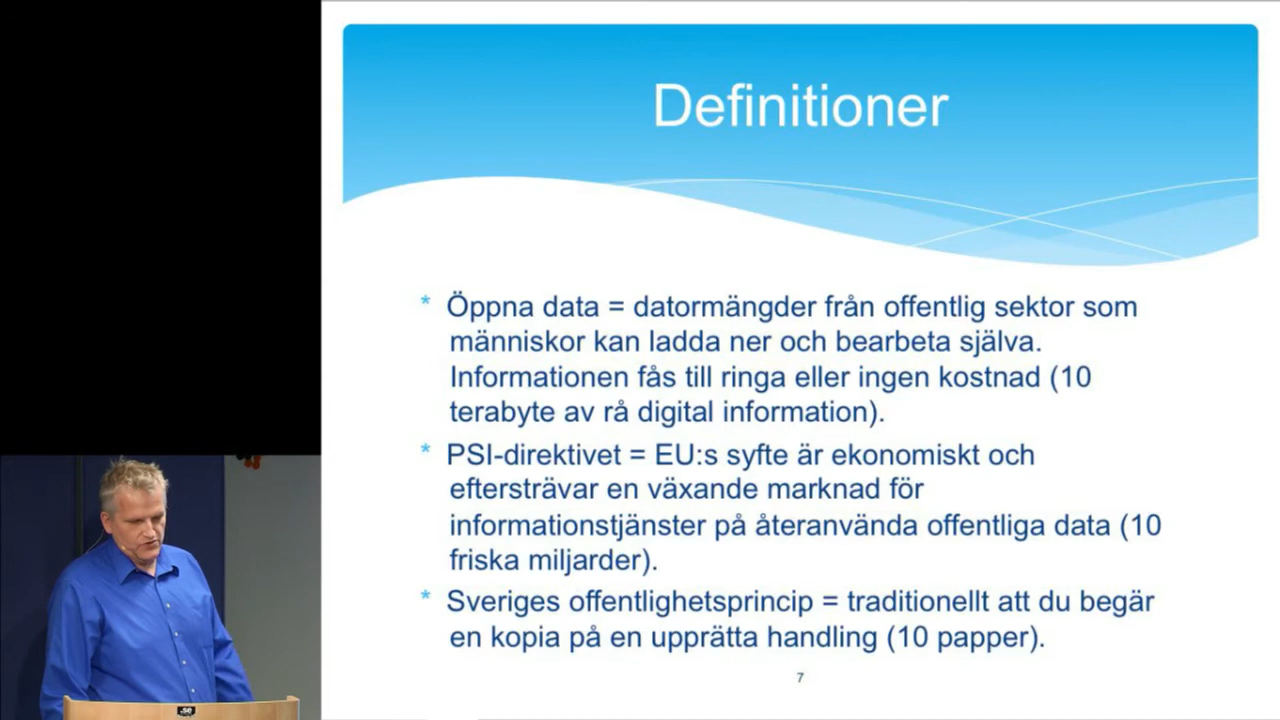 Definitioner
* Öppna data = datormängder från offentlig sektor som
människor kan ladda ner och bearbeta själva.
Informationen fås till ringa eller ingen kostnad (10
terabyte av rå digital information).
* PSI-direktivet = EU:s syfte är ekonomiskt och
eftersträvar en växande marknad för
informationstjänster på återanvända offentliga data (10
friska miljarder).
* Sveriges offentlighetsprincip = traditionellt att du begär
en kopia på en upprätta handling (10 papper).
7
.se